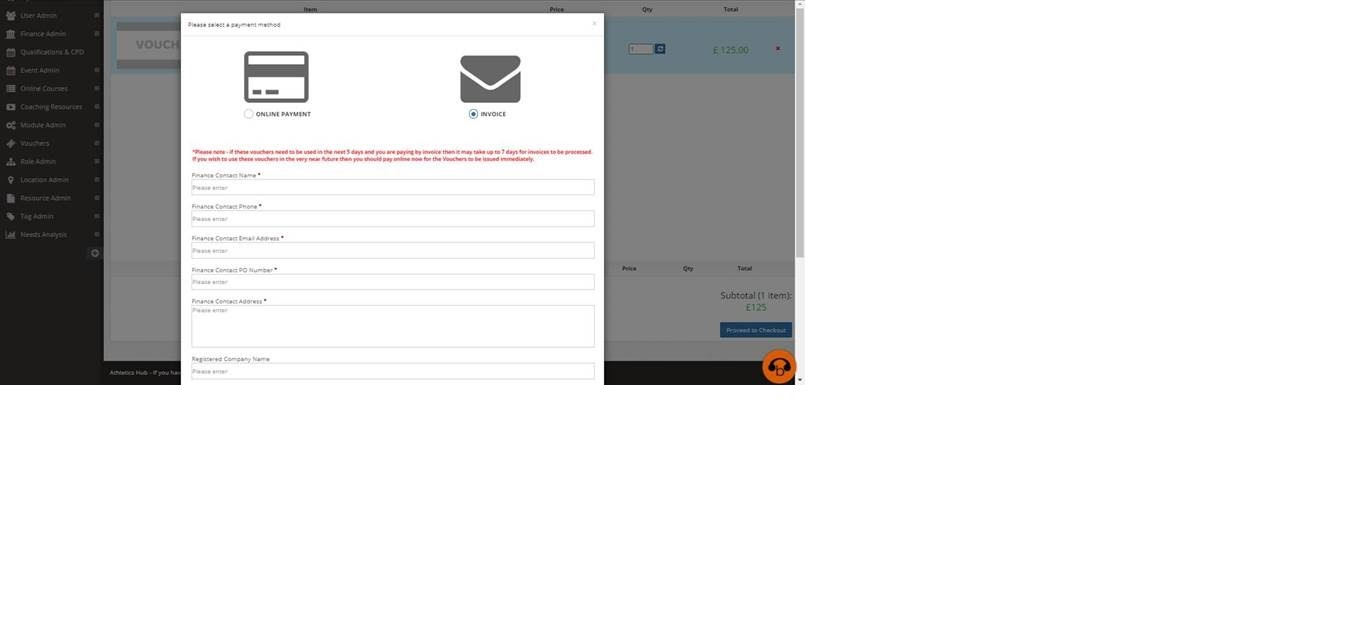 User Admin
Finance Admin
Qualifications & CPD
Event Admin
Online Courses
Coaching Resources
Module Admin
Vouchers
Role Admin
Location Admin
Resource Admin
Tag Admin
Needs Analysis
Item Price Qty Total
VOUCH
1
£ 125.00
Please select a payment method ×
ONLINE PAYMENT
INVOICE
*Please note - if these vouchers need to be used in the next 5 days and you are paying by invoice then it may take up to 7 days for invoices to be processed.
If you wish to use these vouchers in the very near future then you should pay online now for the Vouchers to be issued immediately.
Finance Contact Name *
Please enter
Finance Contact Phone *
Please enter
Finance Contact Email Address *
Please enter
Finance Contact PO Number *
Please enter
Finance Contact Address *
Please enter
Registered Company Name
Please enter
Price Qty Total
Subtotal (1 item):
£125
Proceed to Checkout
Athletics Hub - If you hav
b